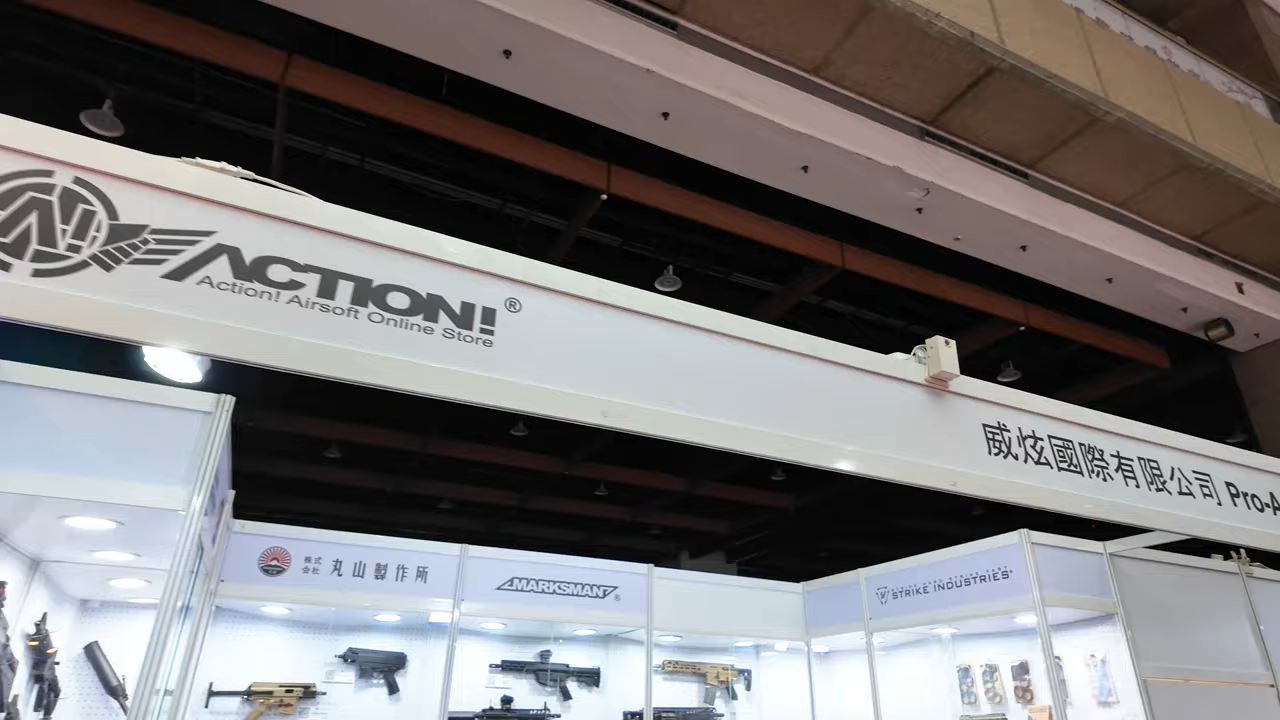 ACTION!®
Action! Airsoft Online Store
威炫國際有限公司 Pro-A
株式会社 丸山製作所
MARKSMAN®
STRIKE INDUSTRIES®